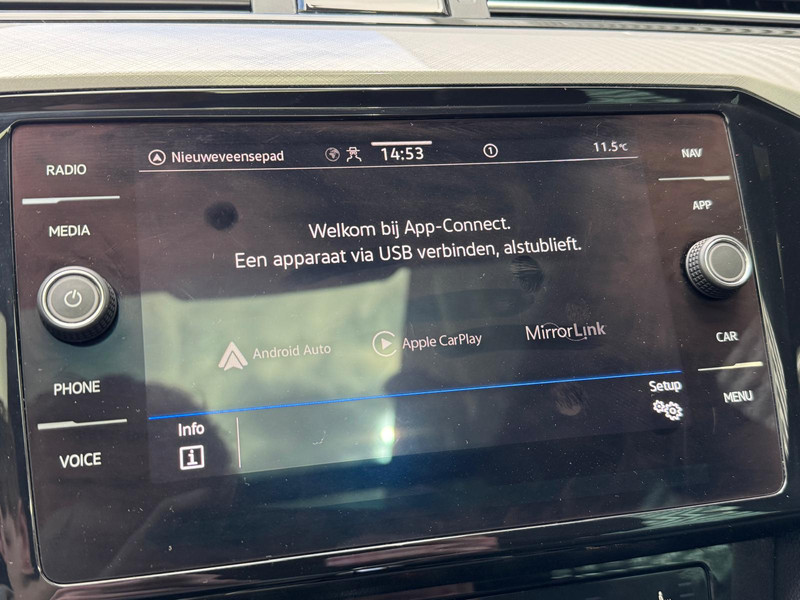 RADIO
MEDIA
PHONE
VOICE
Nieuweveensepad
14:53
1
11.5°C
Welkom bij App-Connect.
Een apparaat via USB verbinden, alstublieft.
Android Auto
Apple CarPlay
MirrorLink
Info
i
Setup
NAV
APP
CAR
MENU